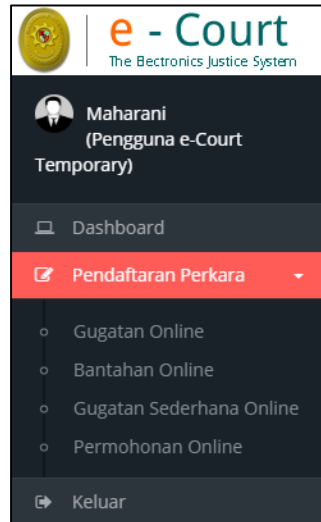 e - Court
The Electronics Justice System
Maharani
(Pengguna e-Court
Temporary)
Dashboard
Pendaftaran Perkara
Gugatan Online
Bantahan Online
Gugatan Sederhana Online
Permohonan Online
Keluar